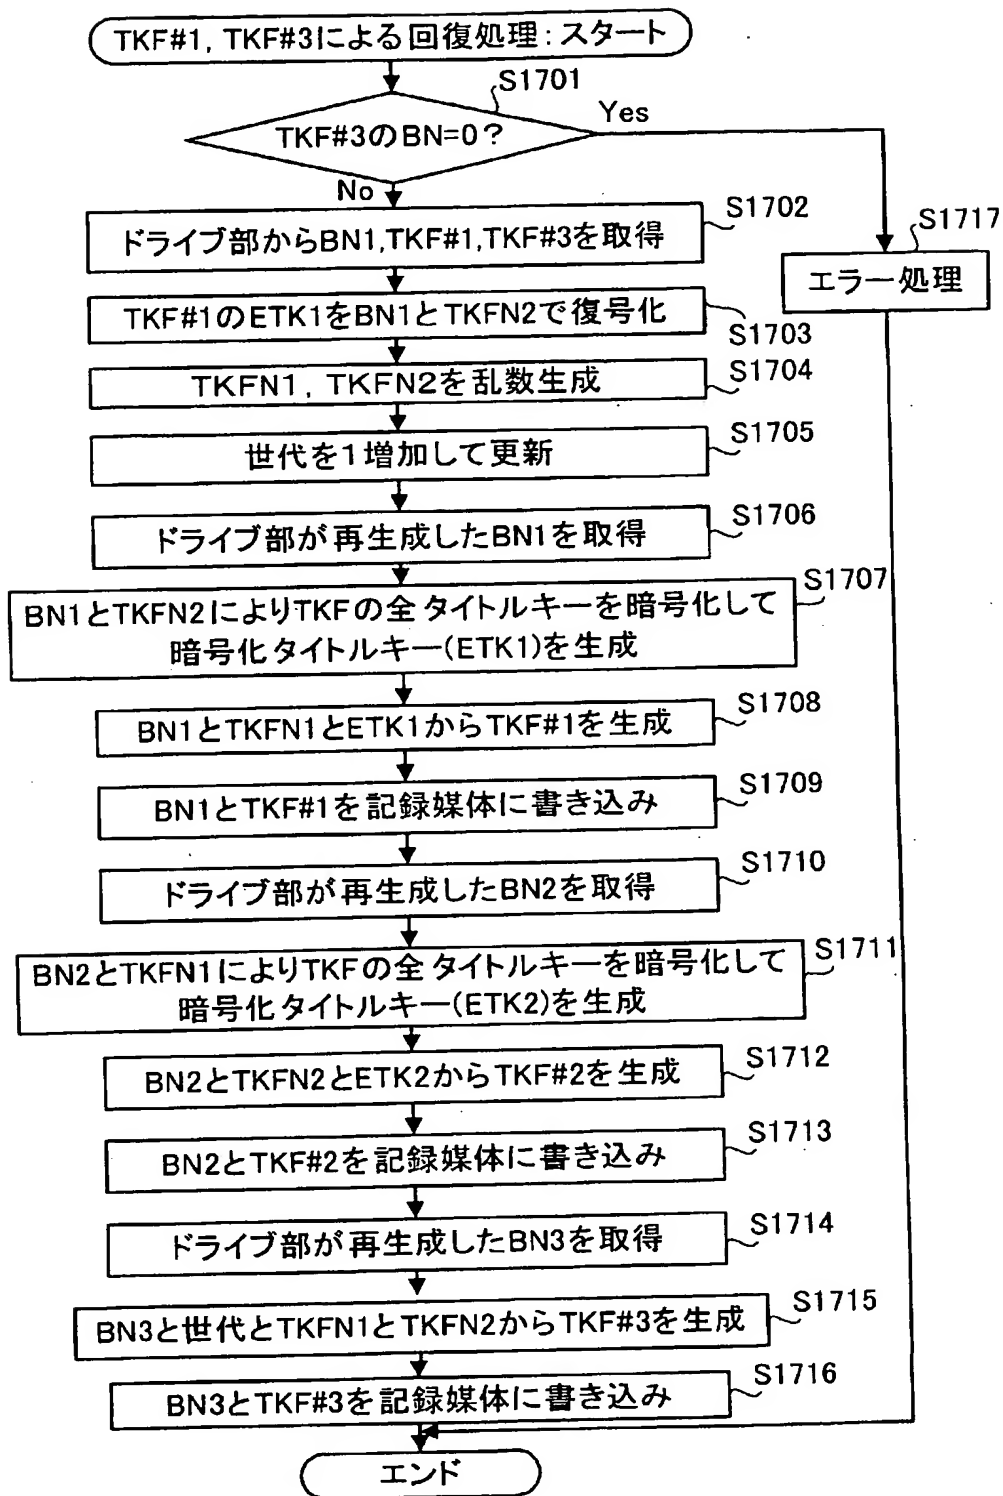 TKF#1, TKF#3による回復処理:スタート
S1701
TKF#3のBN=0?
Yes
No
S1702
ドライブ部からBN1,TKF#1,TKF#3を取得
S1717
エラー処理
TKF#1のETK1をBN1とTKFN2で復号化
S1703
TKFN1, TKFN2を乱数生成
S1704
世代を1増加して更新
S1705
ドライブ部が再生成したBN1を取得
S1706
BN1とTKFN2によりTKFの全タイトルキーを暗号化して
暗号化タイトルキー(ETK1)を生成
S1707
BN1とTKFN1とETK1からTKF#1を生成
S1708
BN1とTKF#1を記録媒体に書き込み
S1709
ドライブ部が再生成したBN2を取得
S1710
BN2とTKFN1によりTKFの全タイトルキーを暗号化して
暗号化タイトルキー(ETK2)を生成
S1711
BN2とTKFN2とETK2からTKF#2を生成
S1712
BN2とTKF#2を記録媒体に書き込み
S1713
ドライブ部が再生成したBN3を取得
S1714
BN3と世代とTKFN1とTKFN2からTKF#3を生成
S1715
BN3とTKF#3を記録媒体に書き込み
S1716
エンド